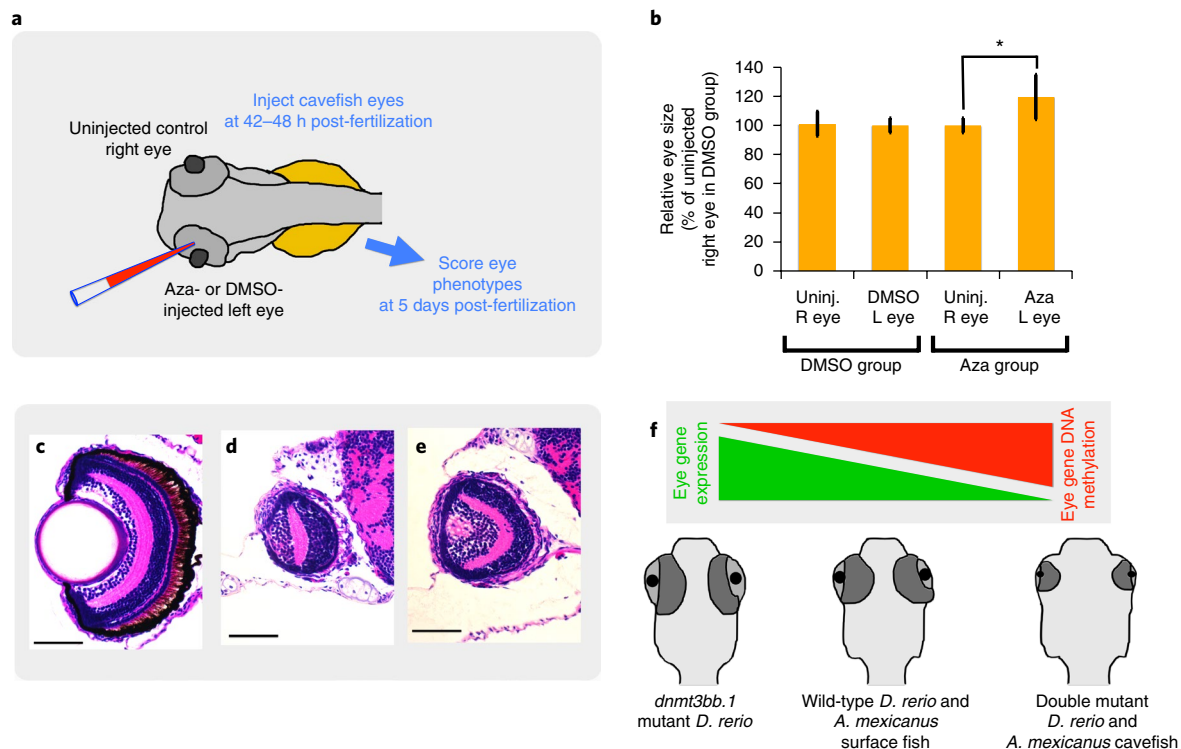 a
Inject cavefish eyes
at 42–48 h post-fertilization
Uninjected control
right eye
Aza- or DMSO-
injected left eye
Score eye
phenotypes
at 5 days post-fertilization
b
Relative eye size
(% of uninjected
right eye in DMSO group)
140
120
100
80
60
40
20
0
*
Uninj.
R eye
DMSO
L eye
Uninj.
R eye
Aza
L eye
DMSO group
Aza group
c
d
e
f
Eye gene
expression
Eye gene DNA
methylation
dnmt3bb.1
mutant D. rerio
Wild-type D. rerio and
A. mexicanus
surface fish
Double mutant
D. rerio and
A. mexicanus cavefish